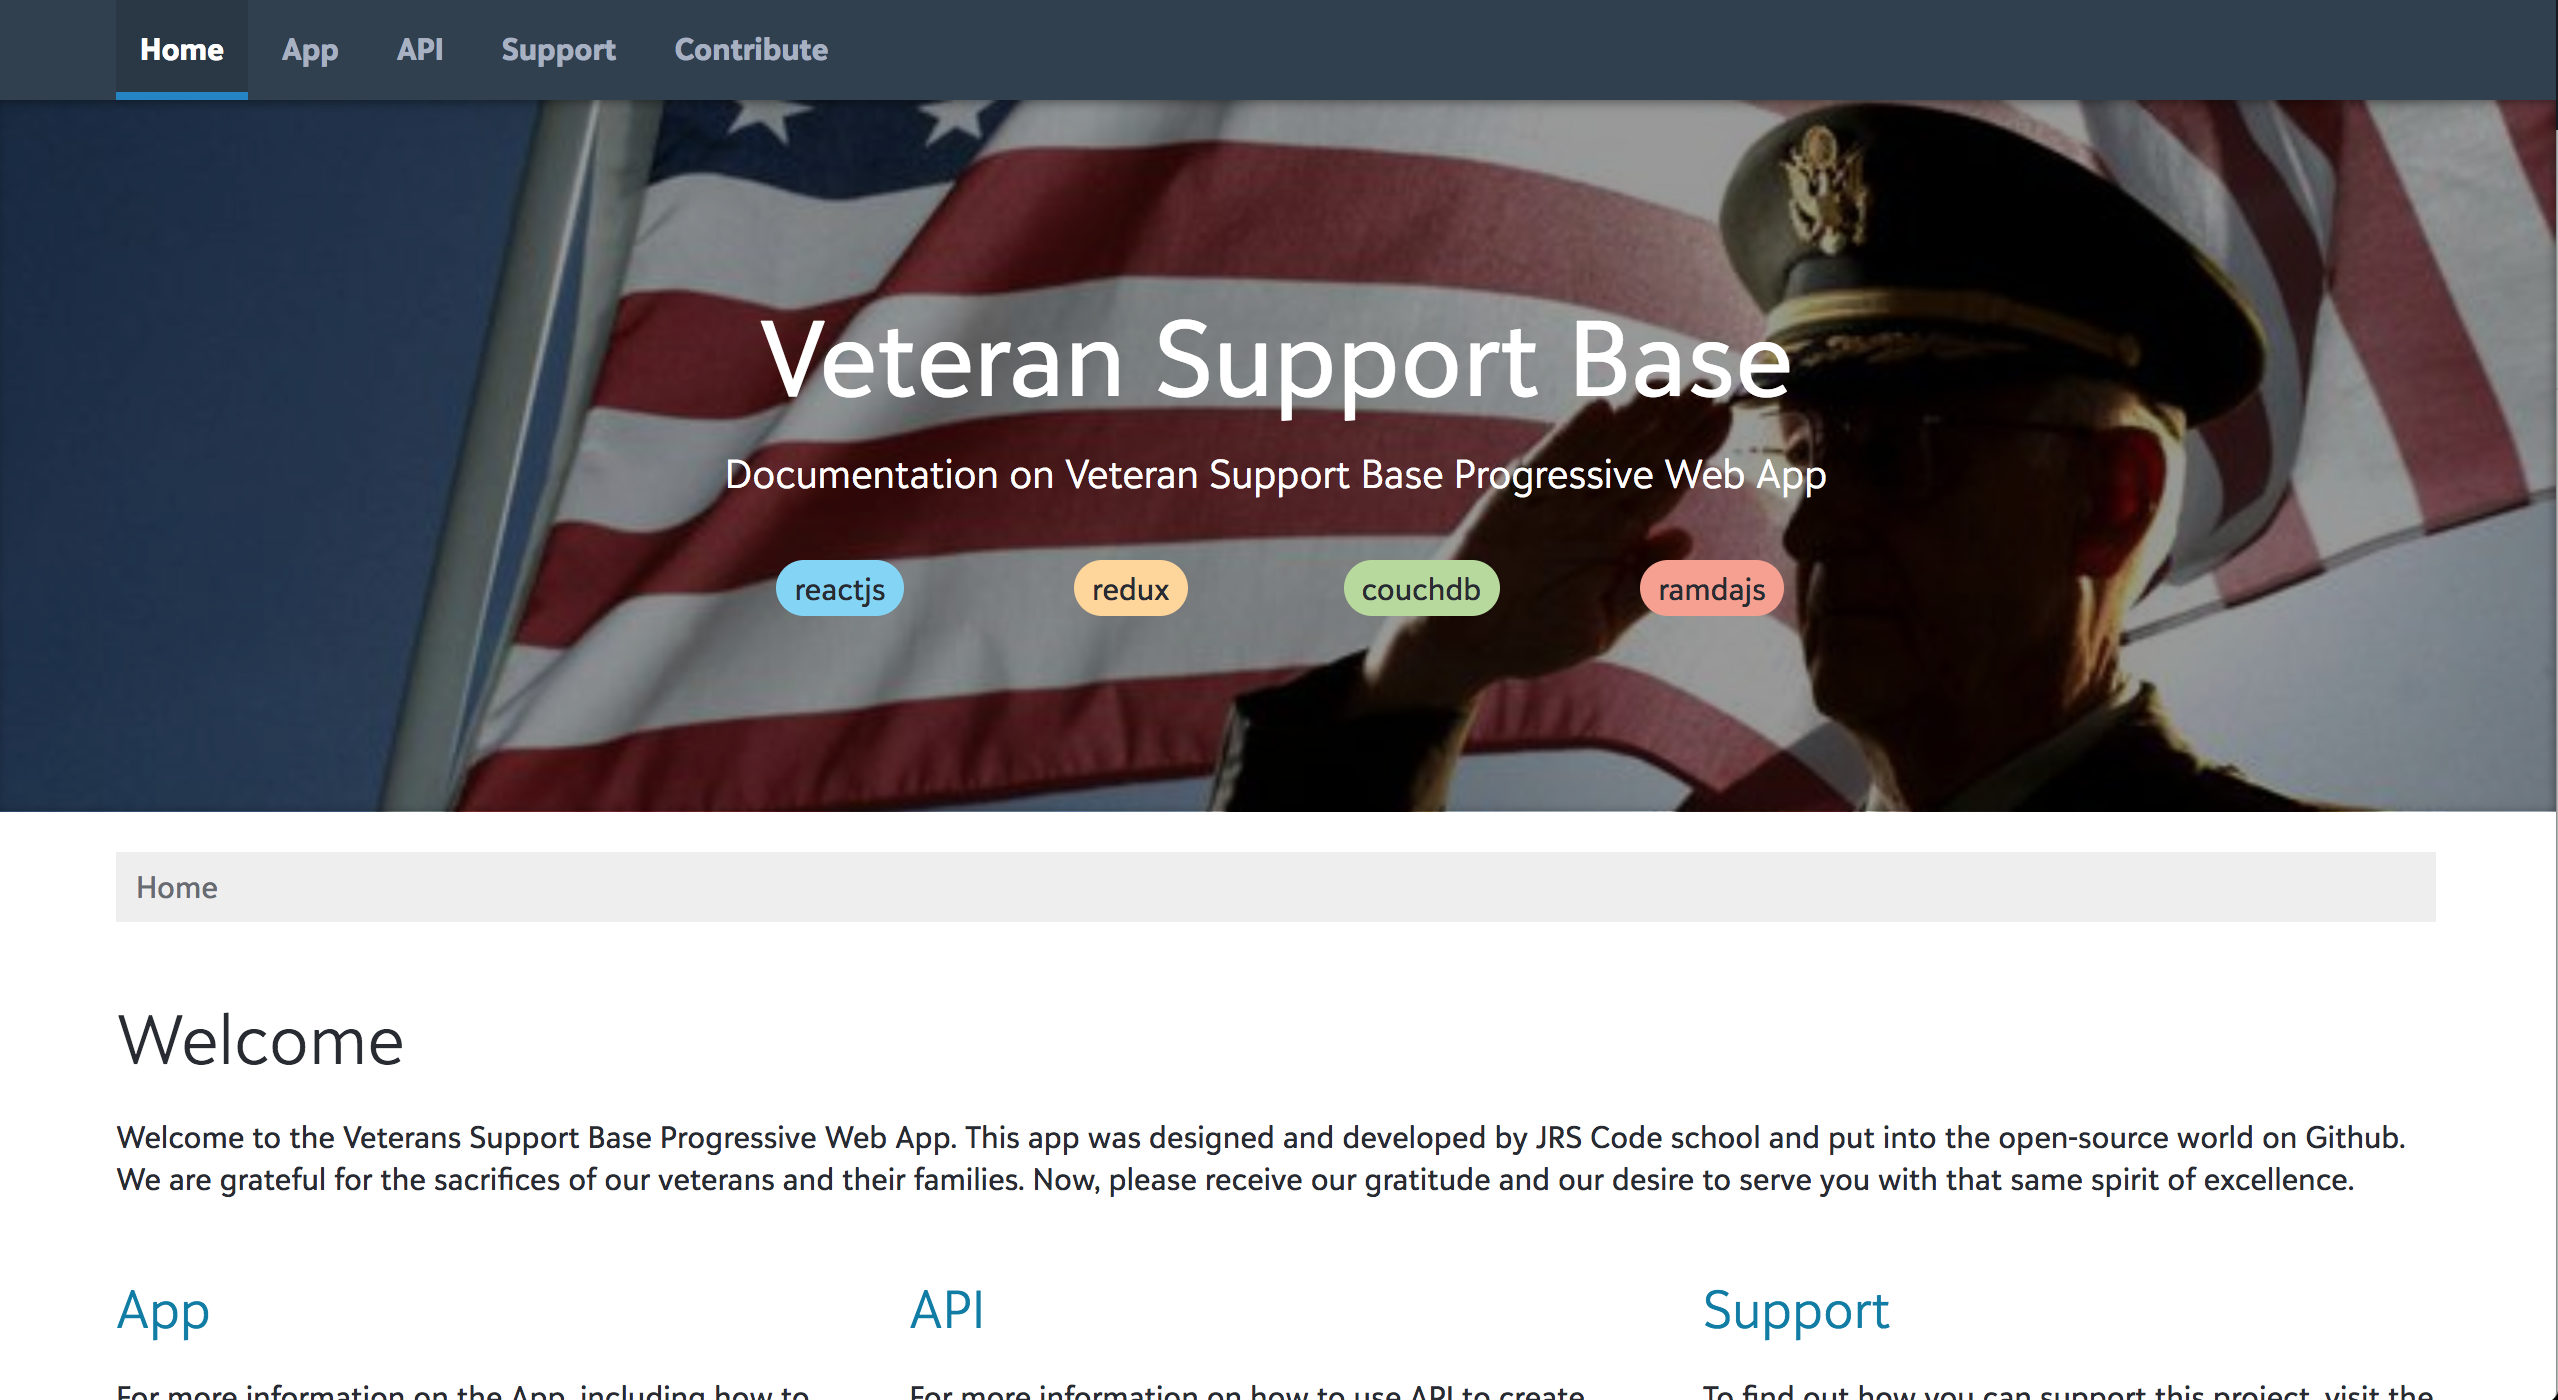 Home App API Support Contribute
Veteran Support Base
Documentation on Veteran Support Base Progressive Web App
reactjs redux couchdb ramdajs
Home
Welcome
Welcome to the Veterans Support Base Progressive Web App. This app was designed and developed by JRS Code school and put into the open-source world on Github.
We are grateful for the sacrifices of our veterans and their families. Now, please receive our gratitude and our desire to serve you with that same spirit of excellence.
App API Support
For more information on the App, including how to
For more information on how to use API to create
To find out how you can support this project, visit the